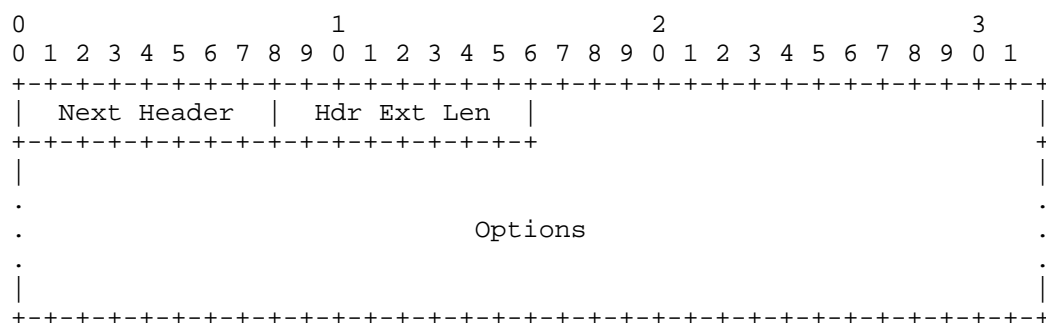 0 1 2 3
0 1 2 3 4 5 6 7 8 9 0 1 2 3 4 5 6 7 8 9 0 1 2 3 4 5 6 7 8 9 0 1
+-+-+-+-+-+-+-+-+-+-+-+-+-+-+-+-+-+-+-+-+-+-+-+-+-+-+-+-+-+-+-+-+
| Next Header | Hdr Ext Len | |
+-+-+-+-+-+-+-+-+-+-+-+-+-+-+-+-+ +
| |
. .
. Options .
. .
| |
+-+-+-+-+-+-+-+-+-+-+-+-+-+-+-+-+-+-+-+-+-+-+-+-+-+-+-+-+-+-+-+-+